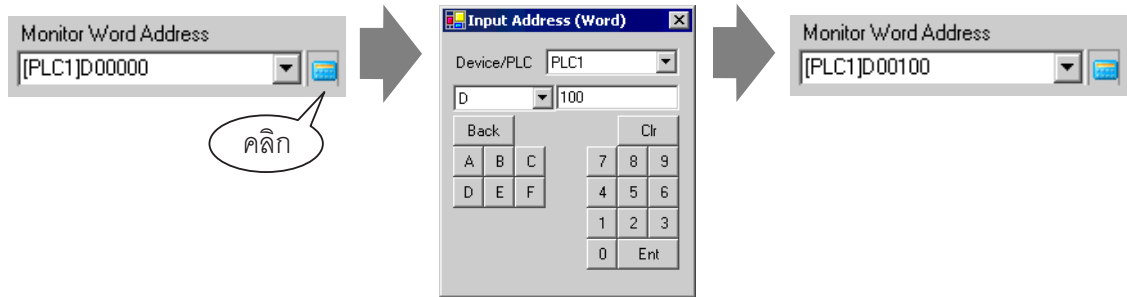 Monitor Word Address
[PLC1]D00000
คลิก
Input Address (Word)
Device/PLC PLC1
D 100
Back Clr
A B C 7 8 9
D E F 4 5 6
1 2 3
0 Ent
Monitor Word Address
[PLC1]D00100